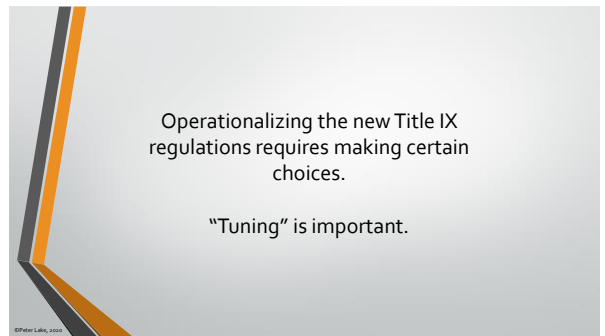 Operationalizing the new Title IX
regulations requires making certain
choices.
“Tuning” is important.
©Peter Lake, 2020